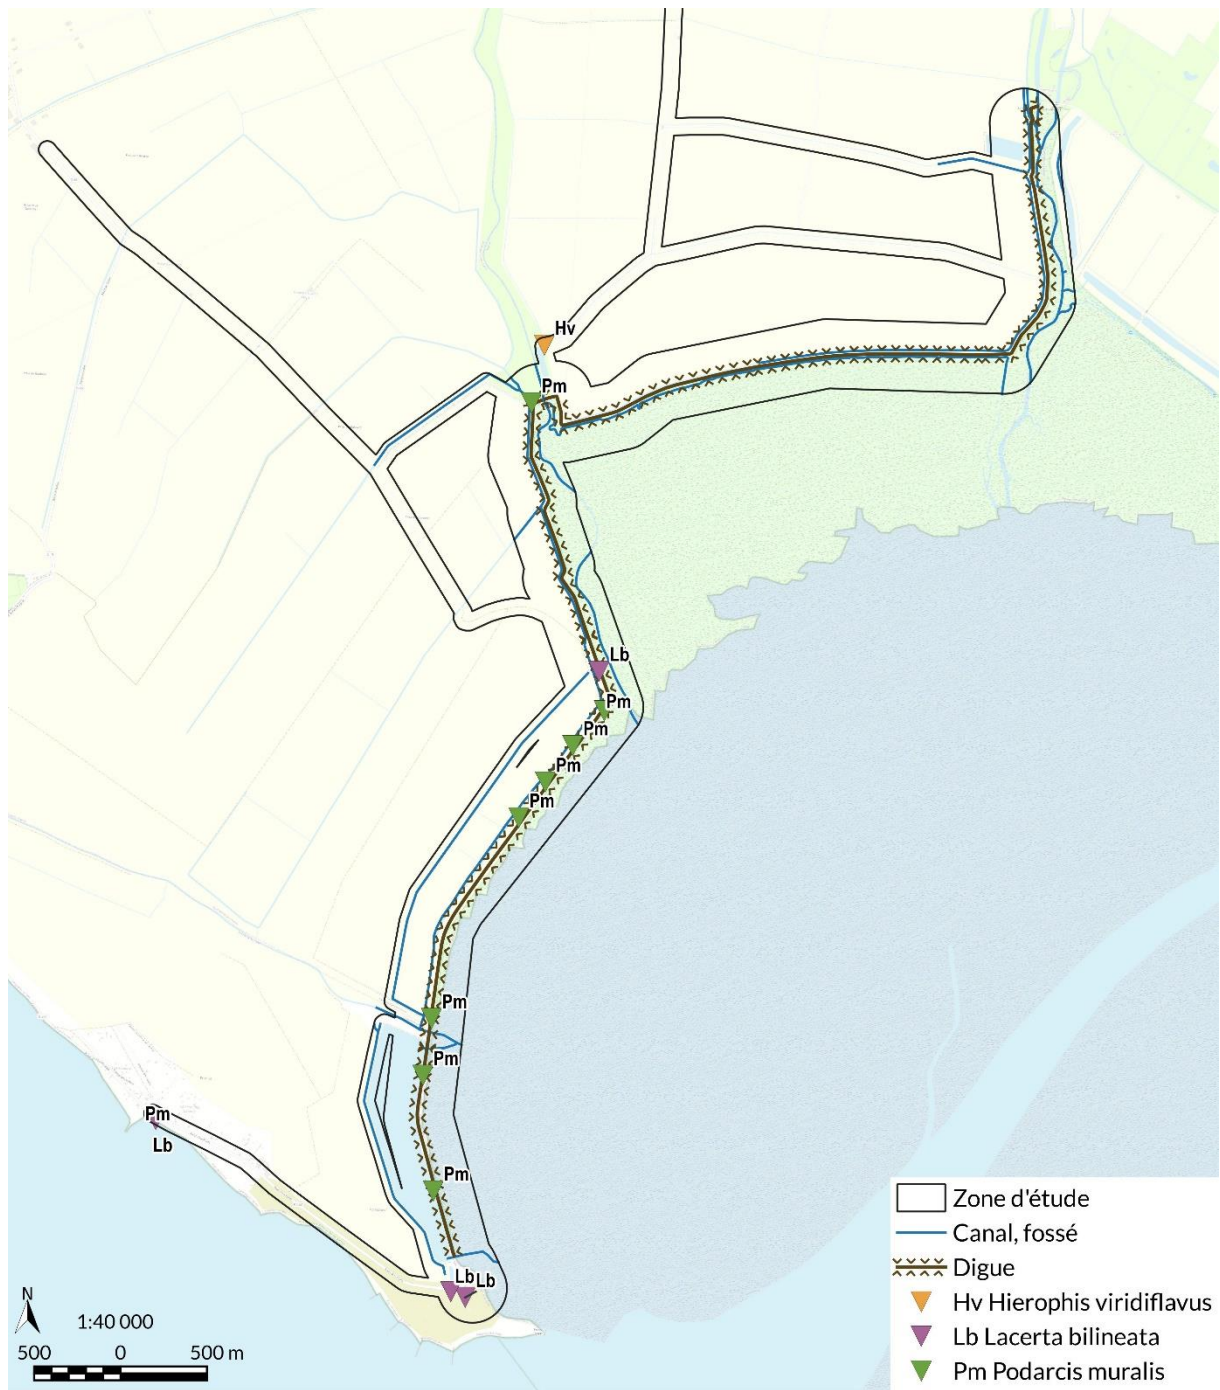 Hv
Pm
Lb
Pm
Pm
Pm
Pm
Pm
Pm
Pm
Lb
Pm
Lb
Lb
Zone d'étude
Canal, fossé
Digue
Hv Hierophis viridiflavus
Lb Lacerta bilineata
Pm Podarcis muralis
N
1:40 000
500 0 500 m